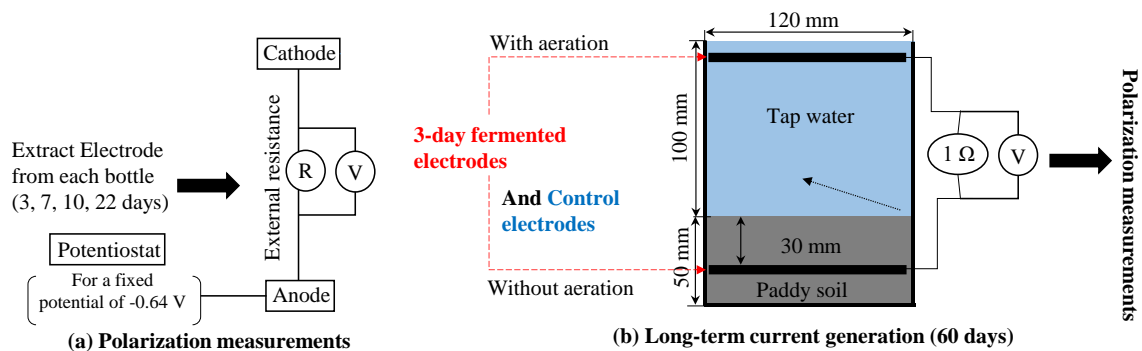 Cathode
Extract Electrode
from each bottle
(3, 7, 10, 22 days)
External resistance
R
V
Potentiostat
For a fixed
potential of -0.64 V
Anode
(a) Polarization measurements
120 mm
With aeration
100 mm
Tap water
3-day fermented
electrodes
And Control
electrodes
1 Ω
V
Polarization measurements
50 mm
30 mm
Without aeration
Paddy soil
(b) Long-term current generation (60 days)